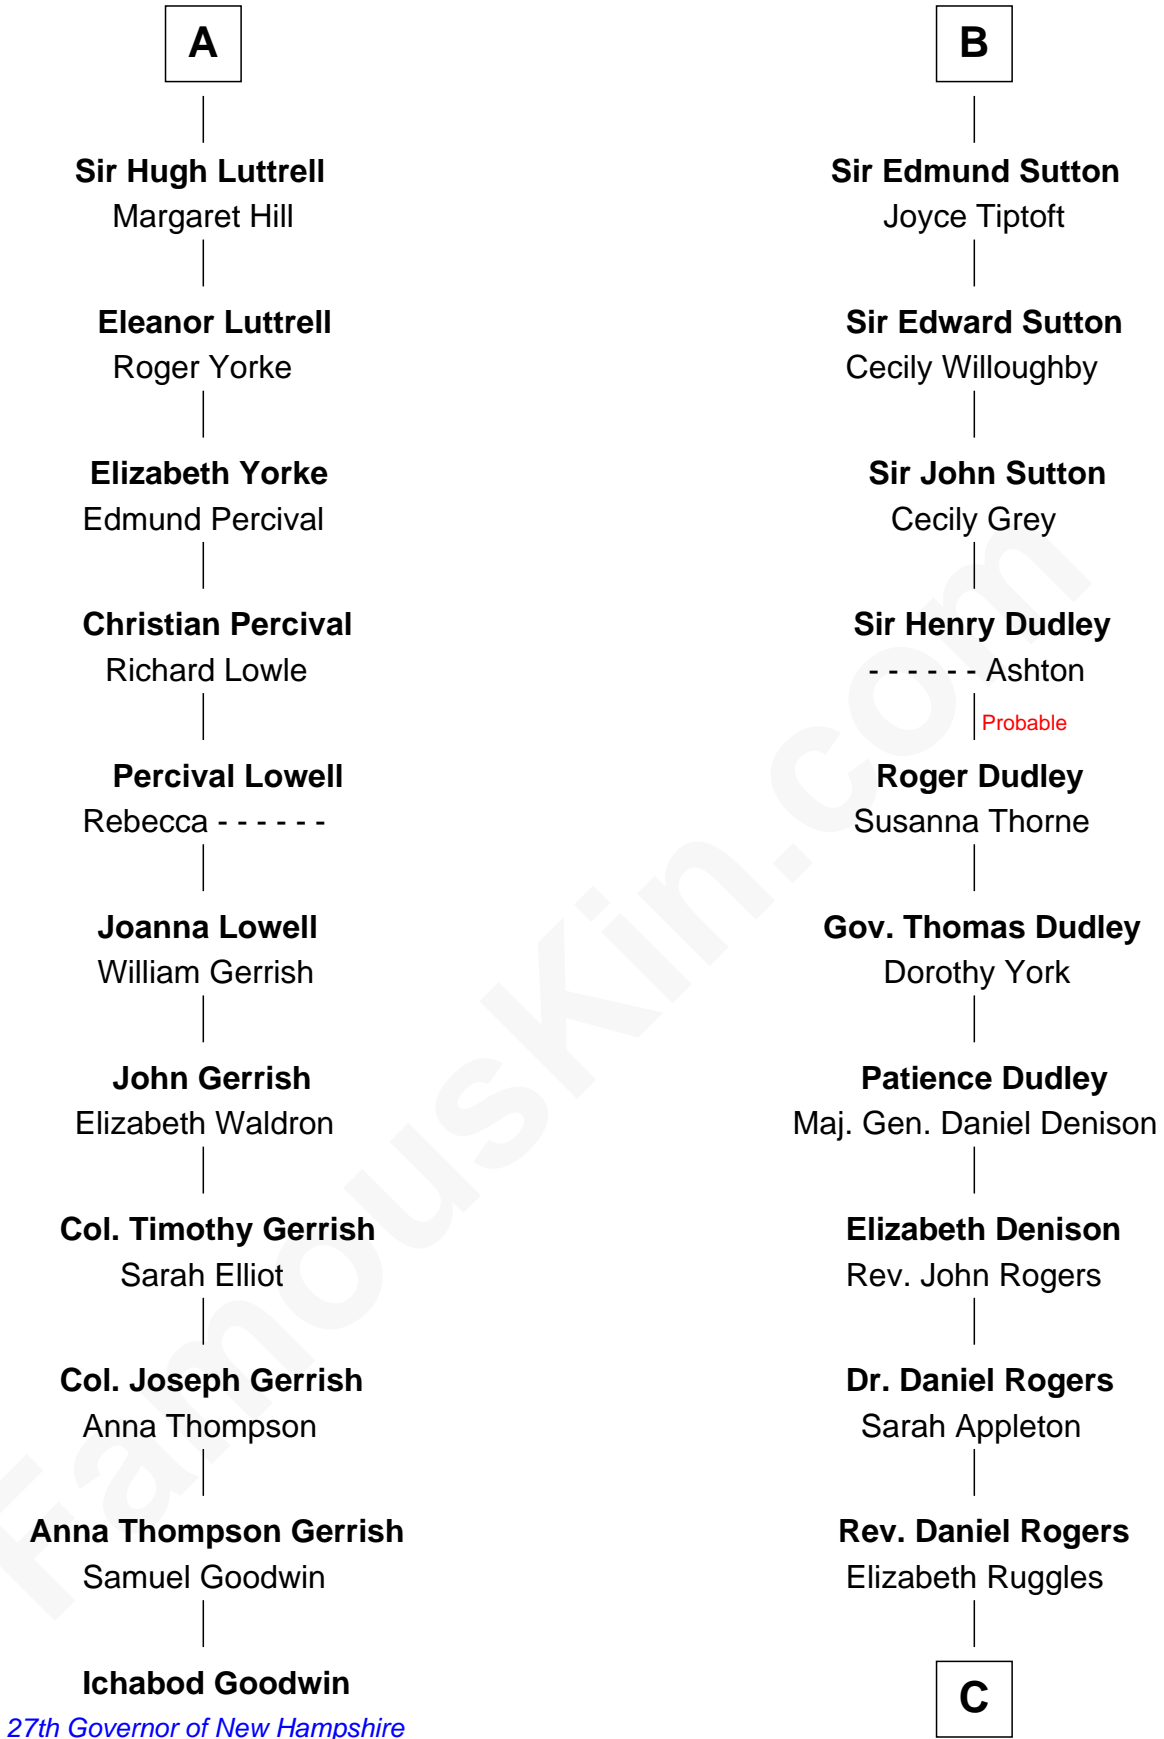 A
Sir Hugh Luttrell
Margaret Hill
Eleanor Luttrell
Roger Yorke
Elizabeth Yorke
Edmund Percival
Christian Percival
Richard Lowle
Percival Lowell
Rebecca - - - - - -
Joanna Lowell
William Gerrish
John Gerrish
Elizabeth Waldron
Col. Timothy Gerrish
Sarah Elliot
Col. Joseph Gerrish
Anna Thompson
Anna Thompson Gerrish
Samuel Goodwin
Ichabod Goodwin
27th Governor of New Hampshire
B
Sir Edmund Sutton
Joyce Tiptoft
Sir Edward Sutton
Cecily Willoughby
Sir John Sutton
Cecily Grey
Sir Henry Dudley
- - - - - - Ashton
Probable
Roger Dudley
Susanna Thorne
Gov. Thomas Dudley
Dorothy York
Patience Dudley
Maj. Gen. Daniel Denison
Elizabeth Denison
Rev. John Rogers
Dr. Daniel Rogers
Sarah Appleton
Rev. Daniel Rogers
Elizabeth Ruggles
C
FamousKin.com